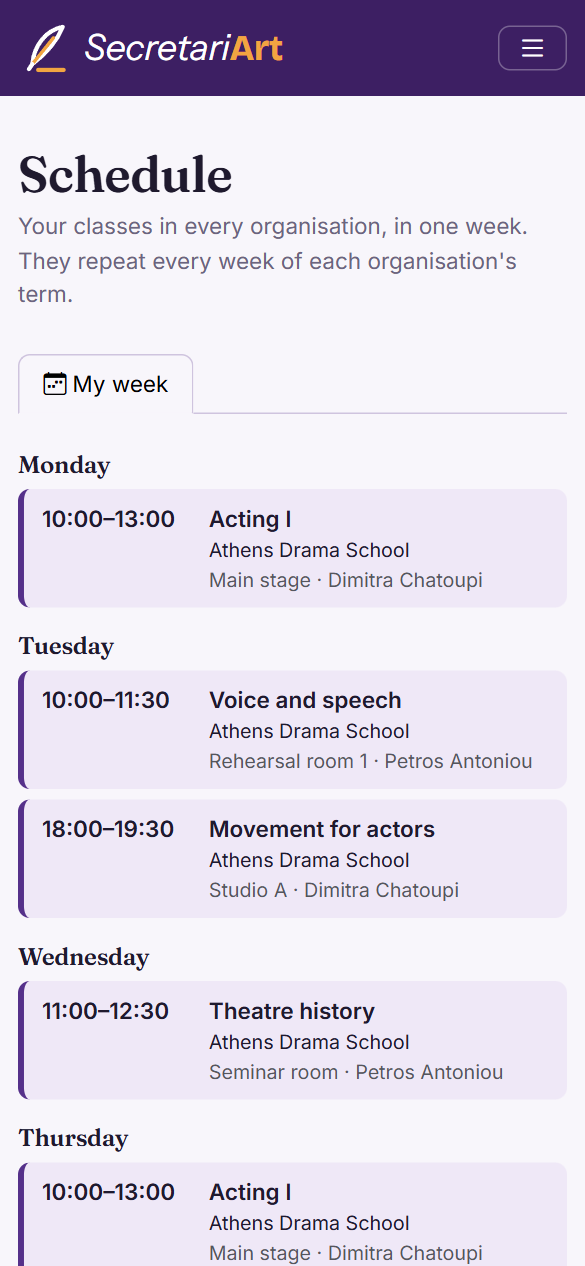 SecretariArt
Schedule
Your classes in every organisation, in one week.
They repeat every week of each organisation's
term.
My week
Monday
10:00–13:00 Acting I
Athens Drama School
Main stage · Dimitra Chatoupi
Tuesday
10:00–11:30 Voice and speech
Athens Drama School
Rehearsal room 1 · Petros Antoniou
18:00–19:30 Movement for actors
Athens Drama School
Studio A · Dimitra Chatoupi
Wednesday
11:00–12:30 Theatre history
Athens Drama School
Seminar room · Petros Antoniou
Thursday
10:00–13:00 Acting I
Athens Drama School
Main stage · Dimitra Chatoupi